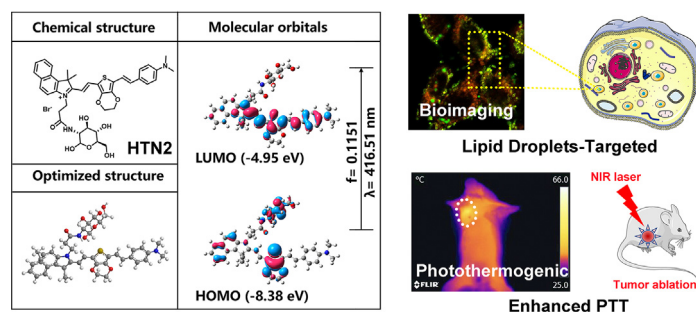 Chemical structure
Molecular orbitals
N+
Br-
O
O
S
N
O
HN
OH
HO
O
HO
OH
OH
HTN2
Optimized structure
LUMO (-4.95 eV)
HOMO (-8.38 eV)
f= 0.1151
λ= 416.51 nm
Bioimaging
Lipid Droplets-Targeted
°C
66.0
Photothermogenic
FLIR
25.0
NIR laser
Tumor ablation
Enhanced PTT